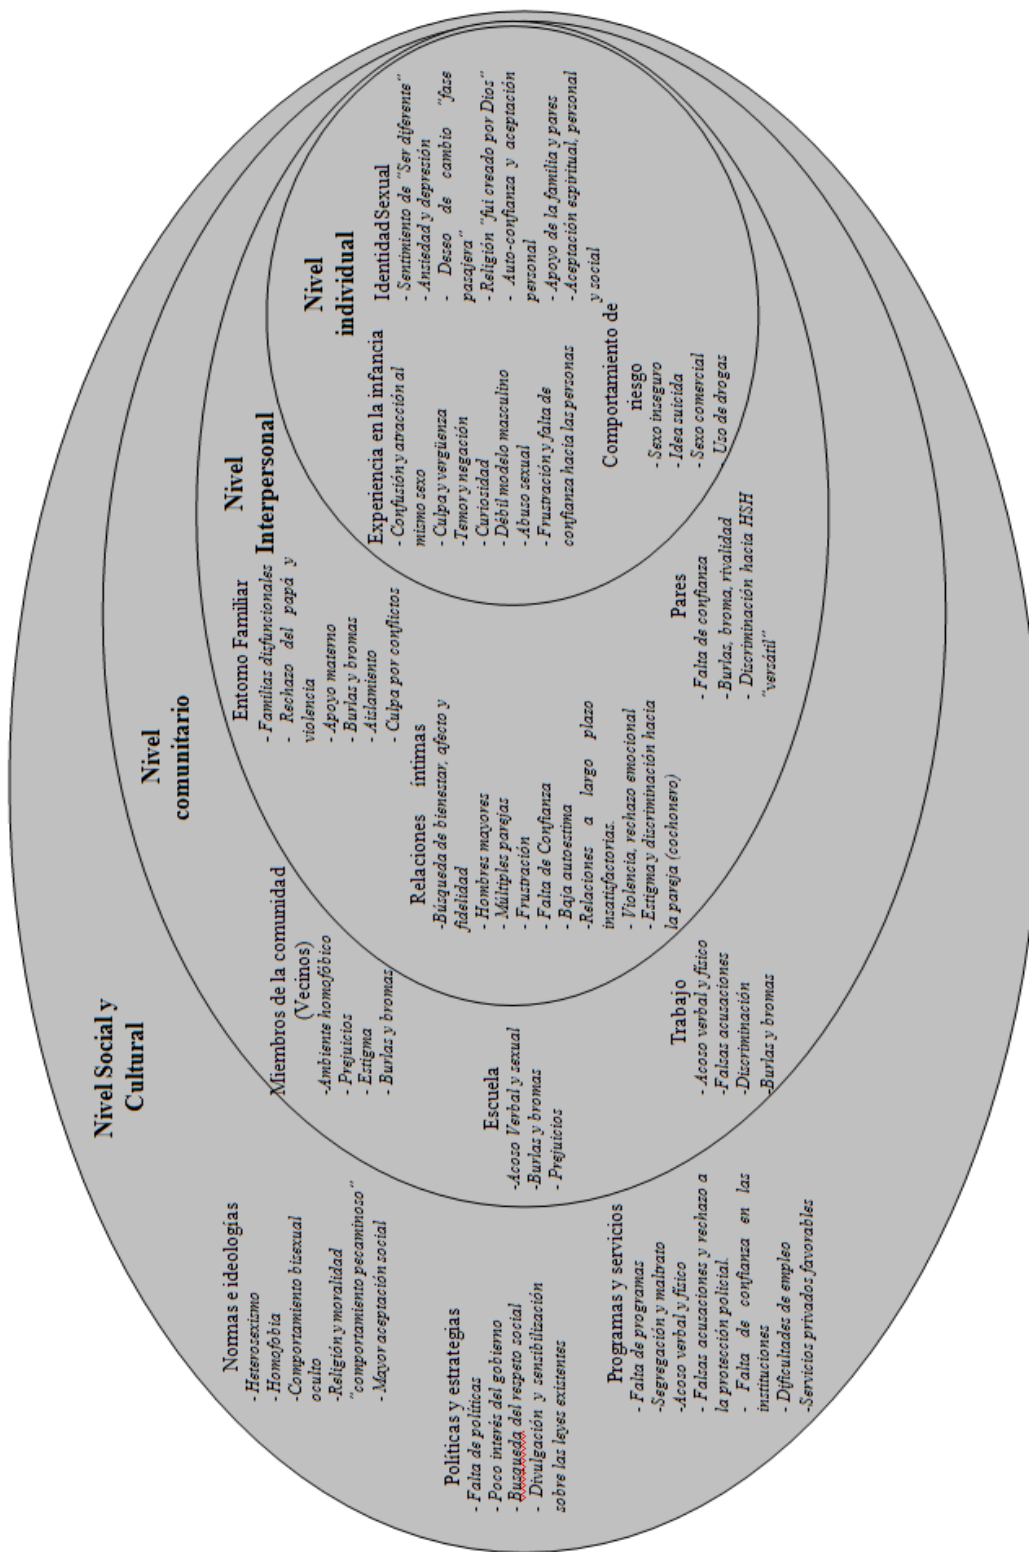 Nivel Social y
Cultural
Normas e ideologías
-Heterosexismo
- Homofobia
-Comportamiento bisexual
oculto
-Religión y moralidad
"comportamiento pecaminoso"
- Mayor aceptación social
Políticas y estrategias
- Falta de políticas
- Poco interés del gobierno
- Busqueda del respeto social
- Divulgación y sensibilización
sobre las leyes existentes
Programas y servicios
- Falta de programas
-Segregación y maltrato
-Acoso verbal y físico
- Falsas acusaciones y rechazo a
la protección policial.
- Falta de confianza en las
instituciones
- Dificultades de empleo
-Servicios privados favorables
Nivel
comunitario
Miembros de la comunidad
(Vecinos)
-Ambiente homofóbico
- Prejuicios
- Estigma
- Burlas y bromas
Escuela
-Acoso Verbal y sexual
-Burlas y bromas
- Prejuicios
Trabajo
- Acoso verbal y físico
-Falsas acusaciones
-Discriminación
-Burlas y bromas
Nivel
Interpersonal
Entorno Familiar
- Familias disfuncionales
- Rechazo del papá y
violencia
- Apoyo materno
- Burlas y bromas
- Aislamiento
- Culpa por conflictos
Relaciones intimas
-Búsqueda de bienestar, afecto y
fidelidad
- Hombres mayores
- Múltiples parejas
- Frustración
- Falta de Confianza
- Baja autoestima
-Relaciones a largo plazo
insatisfactorias.
- Violencia, rechazo emocional
- Estigma y discriminación hacia
la pareja (cochonero)
Pares
- Falta de confianza
-Burlas, broma, rivalidad
- Discriminación hacia HSH
"versátil"
Nivel
individual
Experiencia en la infancia
- Confusión y atracción al
mismo sexo
- Culpa y vergüenza
-Temor y negación
- Curiosidad
- Débil modelo masculino
-Abuso sexual
- Frustración y falta de
confianza hacia las personas
Identidad Sexual
- Sentimiento de "Ser diferente"
- Ansiedad y depresión
- Deseo de cambio "fase
pasajera"
-Religión "fui creado por Dios"
- Auto-confianza y aceptación
personal
- Apoyo de la familia y pares
-Aceptación espiritual, personal
y social
Comportamiento de
riesgo
- Sexo inseguro
- Idea suicida
- Sexo comercial
- Uso de drogas